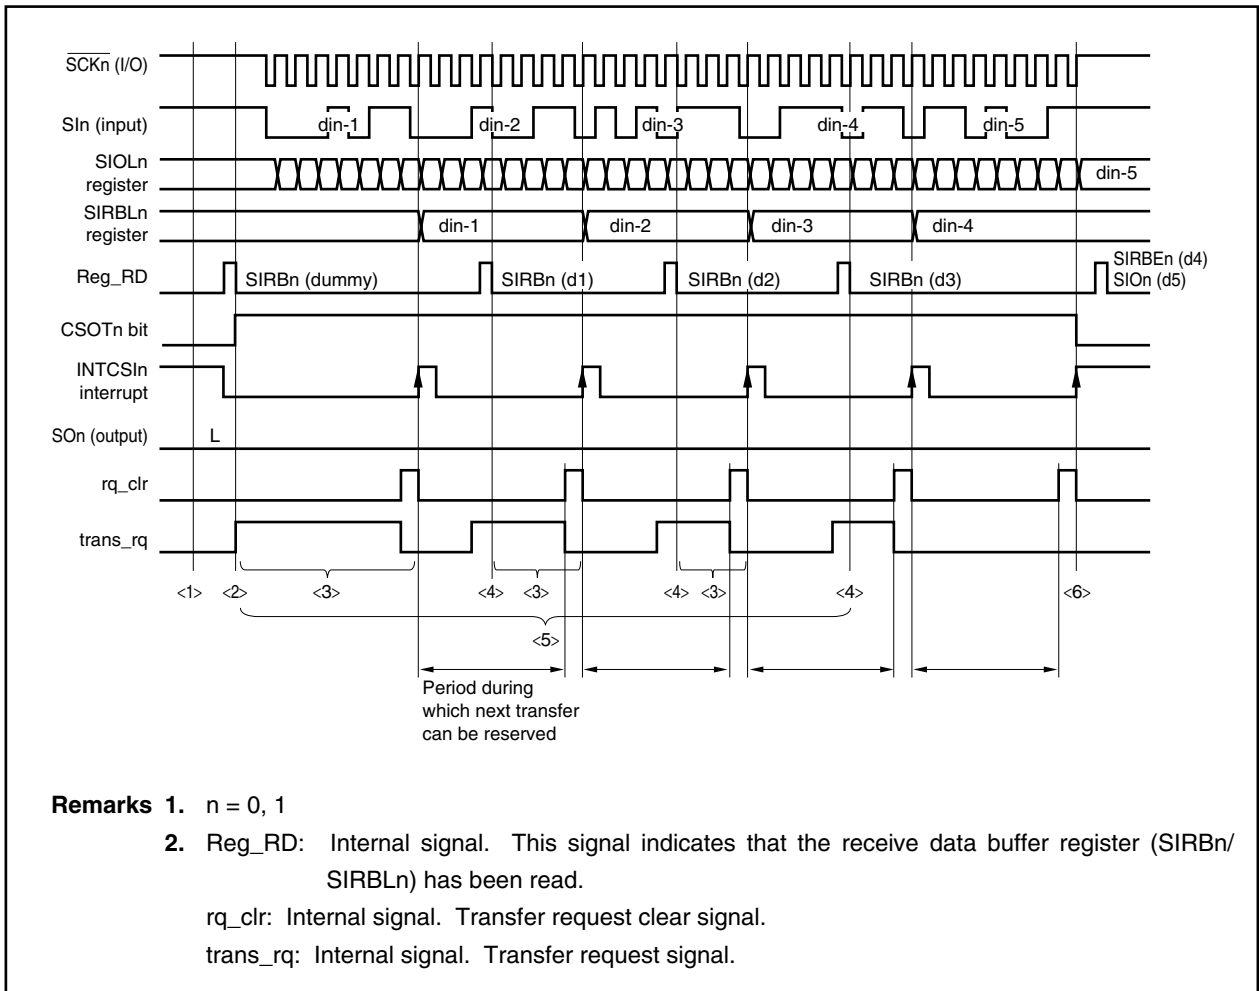 SCKn (I/O)
SIn (input)
din-1
din-2
din-3
din-4
din-5
SIOLn
register
din-5
SIRBLn
register
din-1
din-2
din-3
din-4
Reg_RD
SIRBn (dummy)
SIRBn (d1)
SIRBn (d2)
SIRBn (d3)
SIRBEn (d4)
SIOn (d5)
CSOTn bit
INTCSIn
interrupt
SOn (output)
L
rq_clr
trans_rq
<1>
<2>
<3>
<4>
<3>
<4>
<3>
<4>
<6>
<5>
Period during
which next transfer
can be reserved
Remarks 1. n = 0, 1
2. Reg_RD: Internal signal. This signal indicates that the receive data buffer register (SIRBn/
SIRBLn) has been read.
rq_clr: Internal signal. Transfer request clear signal.
trans_rq: Internal signal. Transfer request signal.